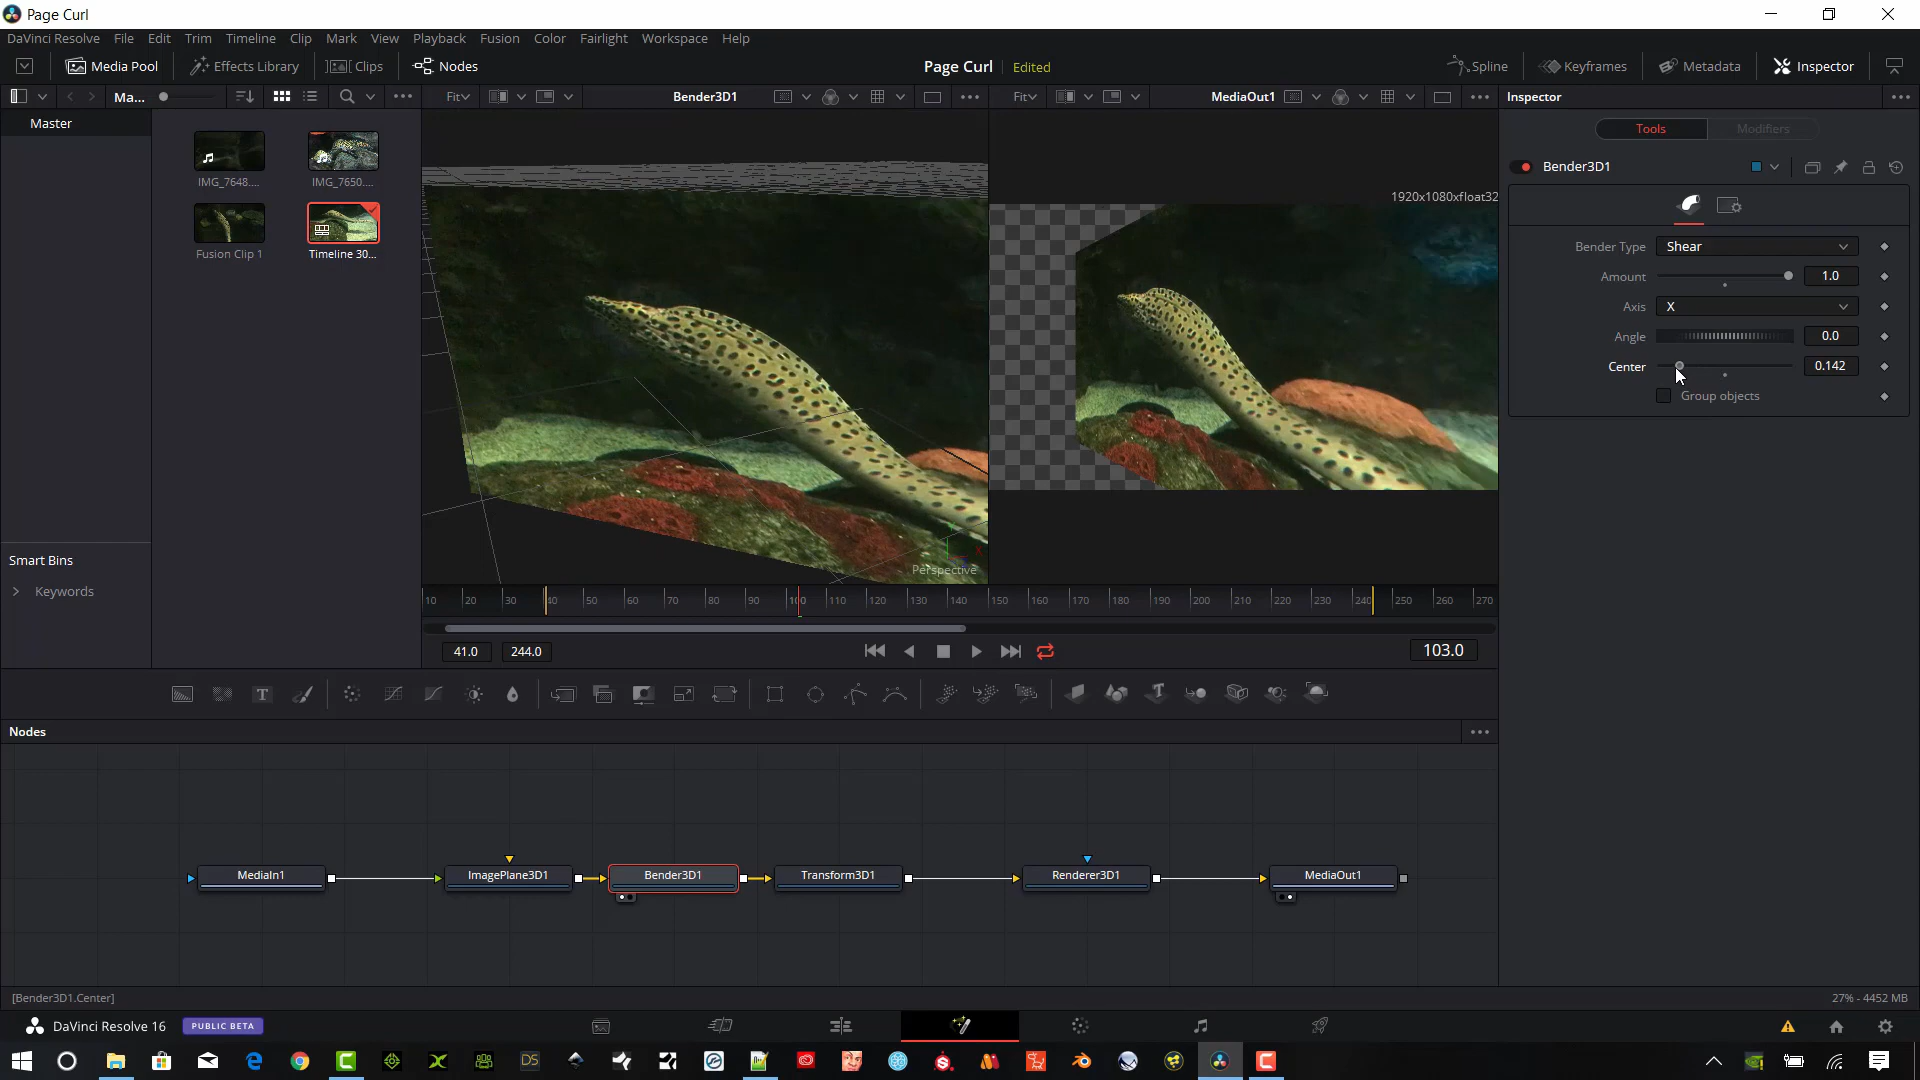 Page Curl
DaVinci Resolve File Edit Trim Timeline Clip Mark View Playback Fusion Color Fairlight Workspace Help
Media Pool Effects Library Clips Nodes Page Curl Edited Spline Keyframes Metadata Inspector
Ma... Fit Bender3D1 Fit MediaOut1 Inspector
Master
Tools Modifiers
Bender3D1
IMG_7648.... IMG_7650....
1920x1080xfloat32
Fusion Clip 1 Timeline 30...
Bender Type Shear
Amount 1.0
Axis X
Angle 0.0
Center 0.142
Group objects
Smart Bins
Keywords
X
Perspective
10 20 30 40 50 60 70 80 90 100 110 120 130 140 150 160 170 180 190 200 210 220 230 240 250 260 270
41.0 244.0 103.0
T
Nodes
MediaIn1 ImagePlane3D1 Bender3D1 Transform3D1 Renderer3D1 MediaOut1
[Bender3D1.Center] 27% - 4452 MB
DaVinci Resolve 16 PUBLIC BETA
DS